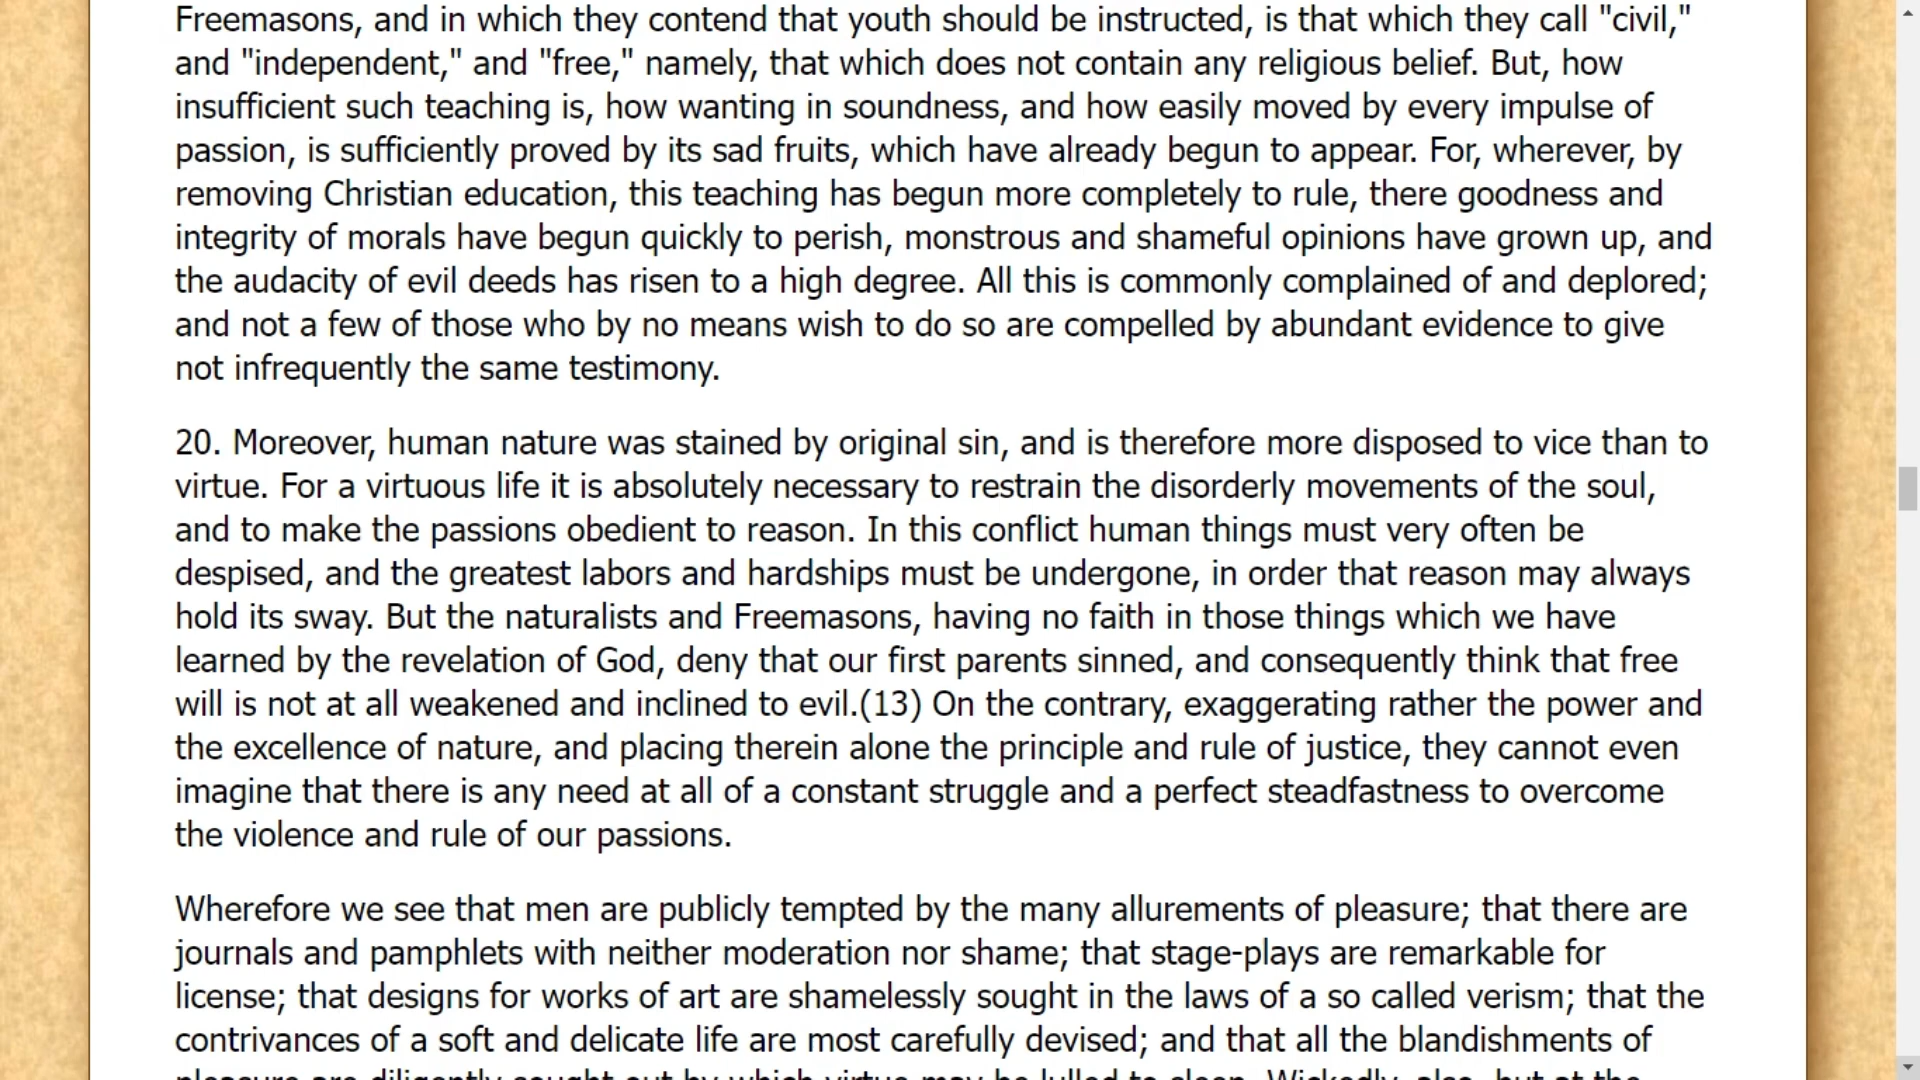 Freemasons, and in which they contend that youth should be instructed, is that which they call "civil,"
and "independent," and "free," namely, that which does not contain any religious belief. But, how
insufficient such teaching is, how wanting in soundness, and how easily moved by every impulse of
passion, is sufficiently proved by its sad fruits, which have already begun to appear. For, wherever, by
removing Christian education, this teaching has begun more completely to rule, there goodness and
integrity of morals have begun quickly to perish, monstrous and shameful opinions have grown up, and
the audacity of evil deeds has risen to a high degree. All this is commonly complained of and deplored;
and not a few of those who by no means wish to do so are compelled by abundant evidence to give
not infrequently the same testimony.
20. Moreover, human nature was stained by original sin, and is therefore more disposed to vice than to
virtue. For a virtuous life it is absolutely necessary to restrain the disorderly movements of the soul,
and to make the passions obedient to reason. In this conflict human things must very often be
despised, and the greatest labors and hardships must be undergone, in order that reason may always
hold its sway. But the naturalists and Freemasons, having no faith in those things which we have
learned by the revelation of God, deny that our first parents sinned, and consequently think that free
will is not at all weakened and inclined to evil.(13) On the contrary, exaggerating rather the power and
the excellence of nature, and placing therein alone the principle and rule of justice, they cannot even
imagine that there is any need at all of a constant struggle and a perfect steadfastness to overcome
the violence and rule of our passions.
Wherefore we see that men are publicly tempted by the many allurements of pleasure; that there are
journals and pamphlets with neither moderation nor shame; that stage-plays are remarkable for
license; that designs for works of art are shamelessly sought in the laws of a so called verism; that the
contrivances of a soft and delicate life are most carefully devised; and that all the blandishments of
pleasure are diligently sought out by which virtue may be lulled to sleep. Wickedly, also, but at the